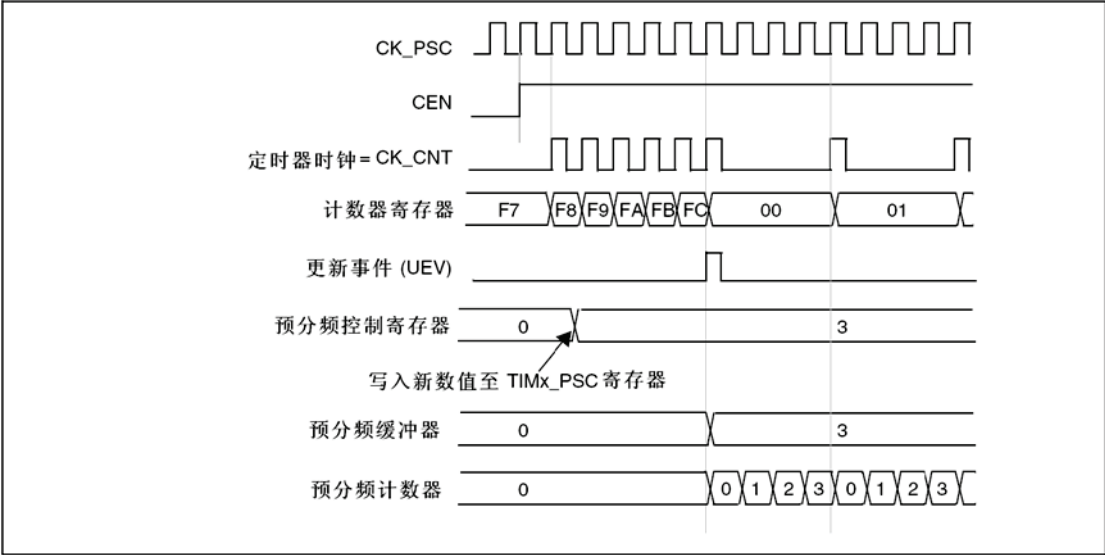 CK_PSC
CEN
定时器时钟= CK_CNT
计数器寄存器 F7 F8 F9 FA FB FC 00 01
更新事件 (UEV)
预分频控制寄存器 0 3
写入新数值至 TIMx_PSC 寄存器
预分频缓冲器 0 3
预分频计数器 0 0 1 2 3 0 1 2 3